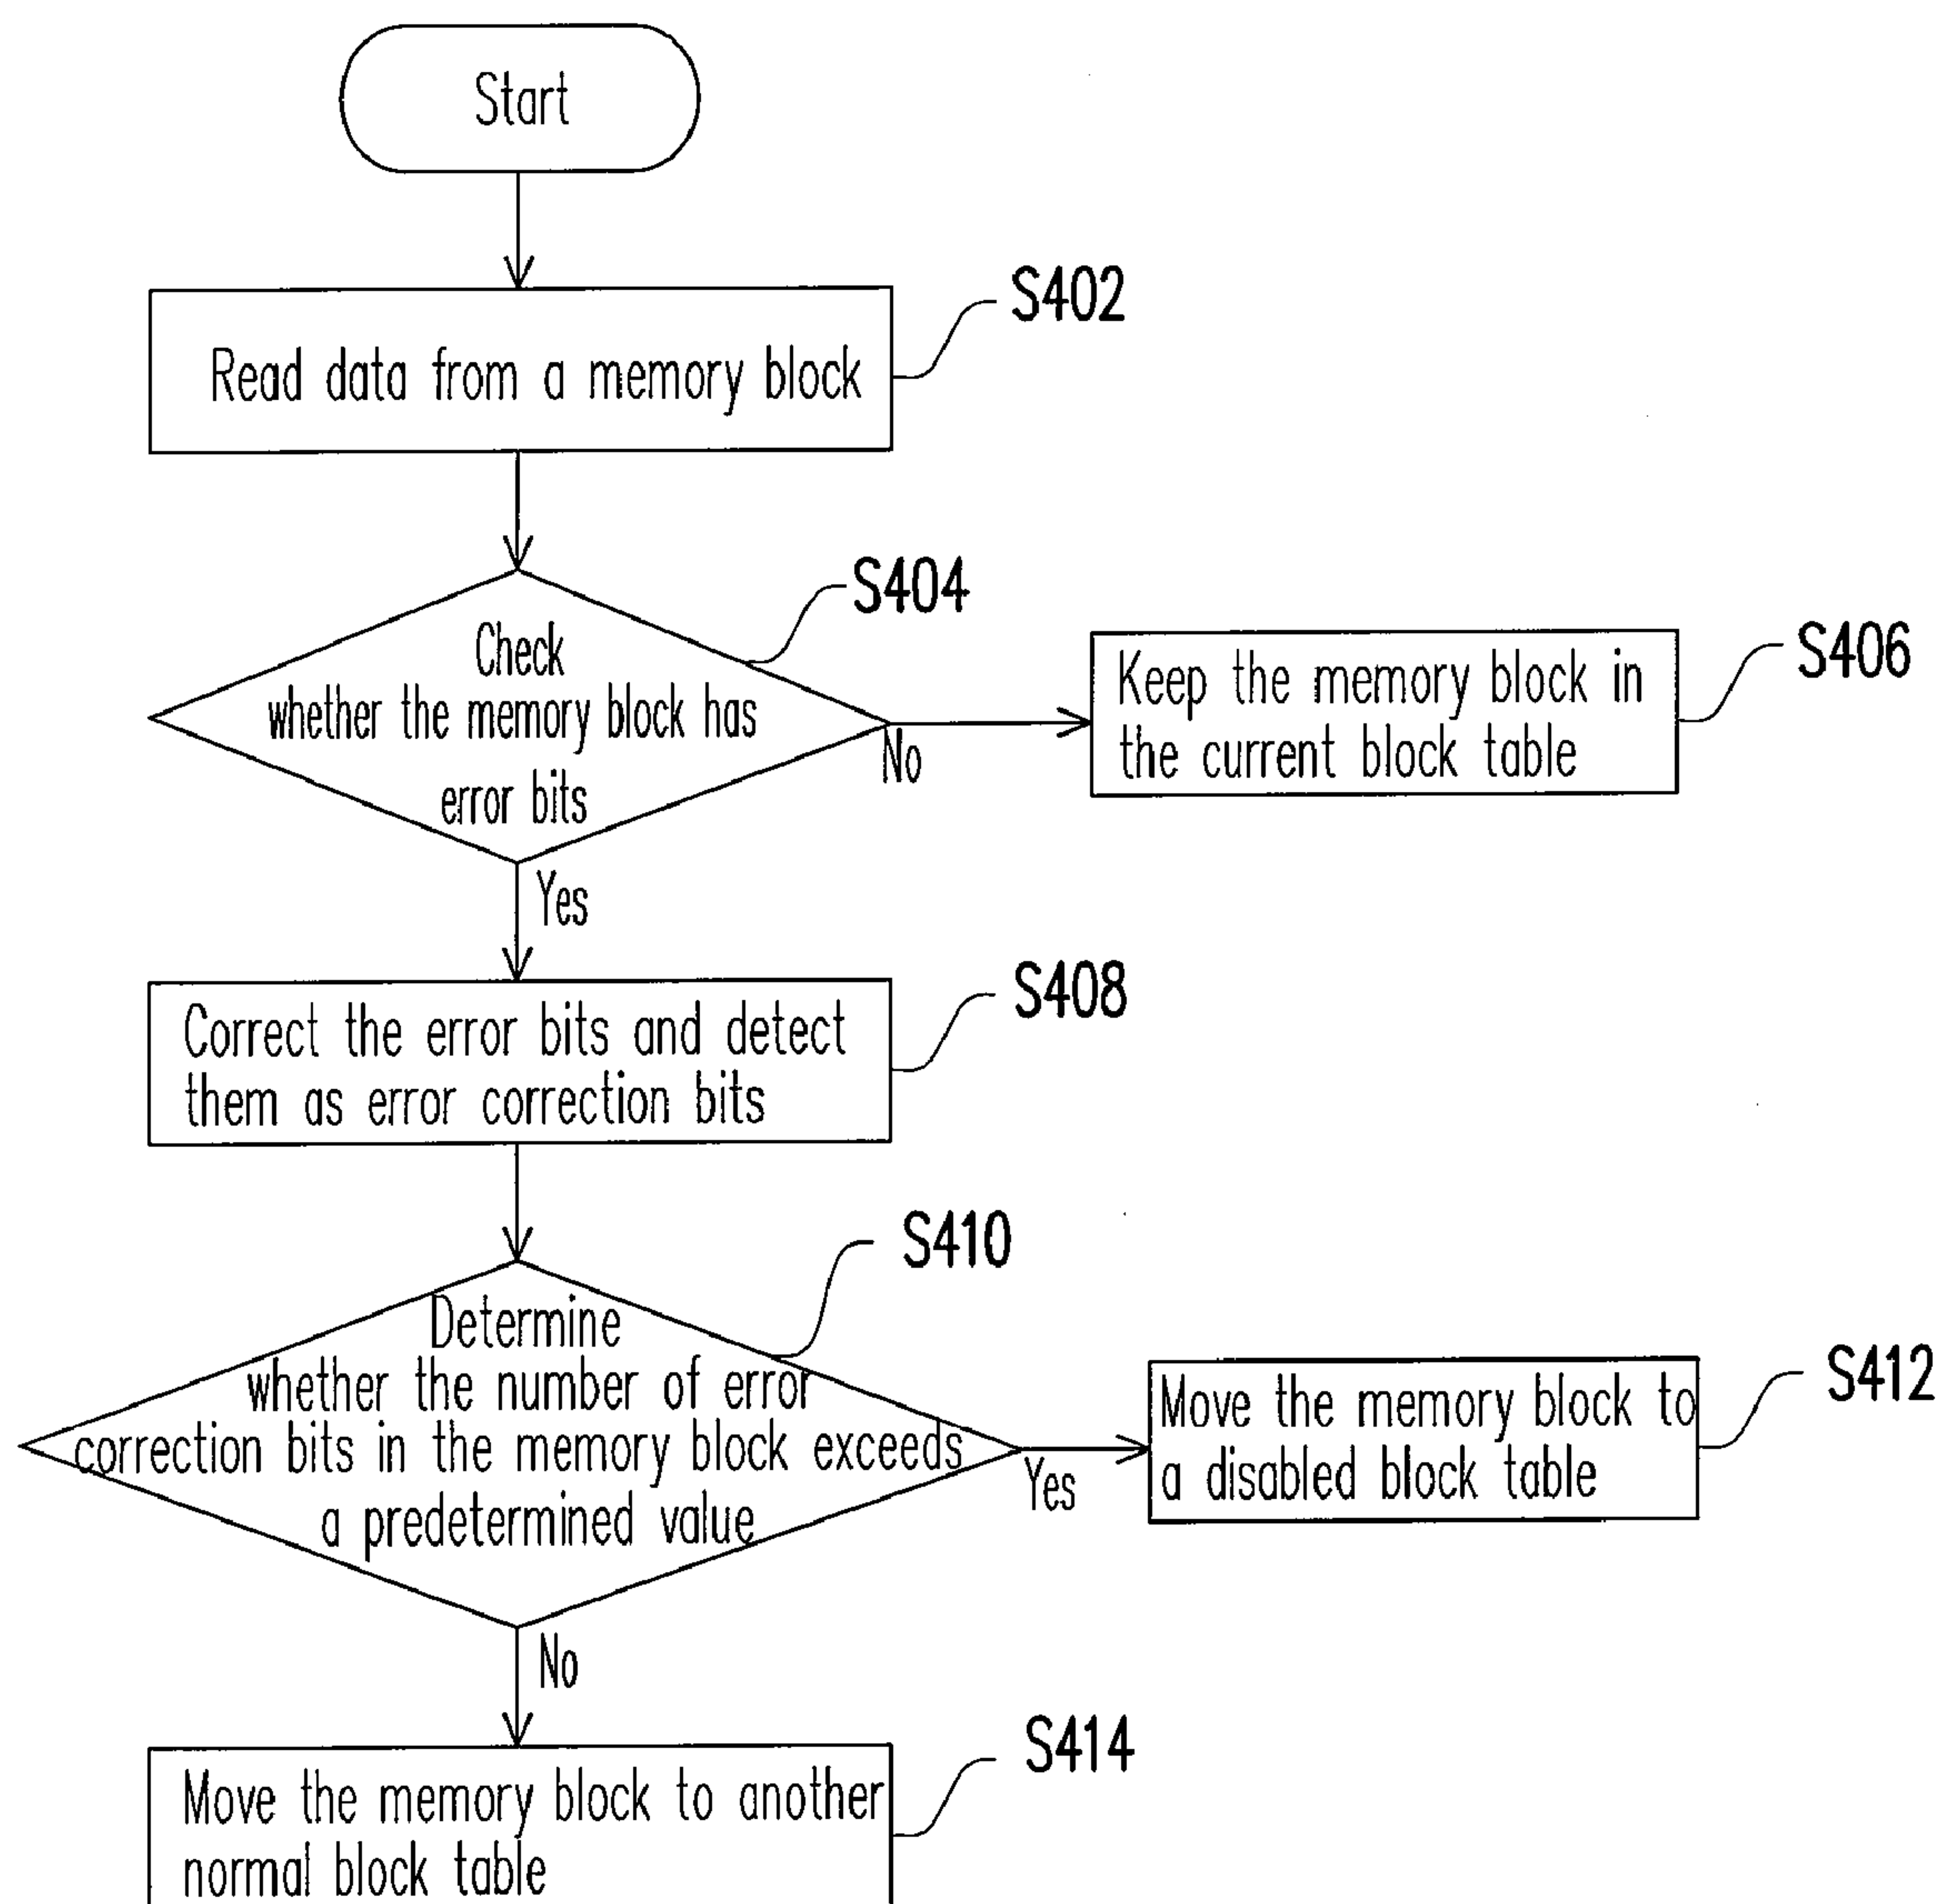 Start
S402
Read data from a memory block
S404
Check
whether the memory block has
error bits
No
S406
Keep the memory block in
the current block table
Yes
S408
Correct the error bits and detect
them as error correction bits
S410
Determine
whether the number of error
correction bits in the memory block exceeds
a predetermined value
Yes
S412
Move the memory block to
a disabled block table
No
S414
Move the memory block to another
normal block table